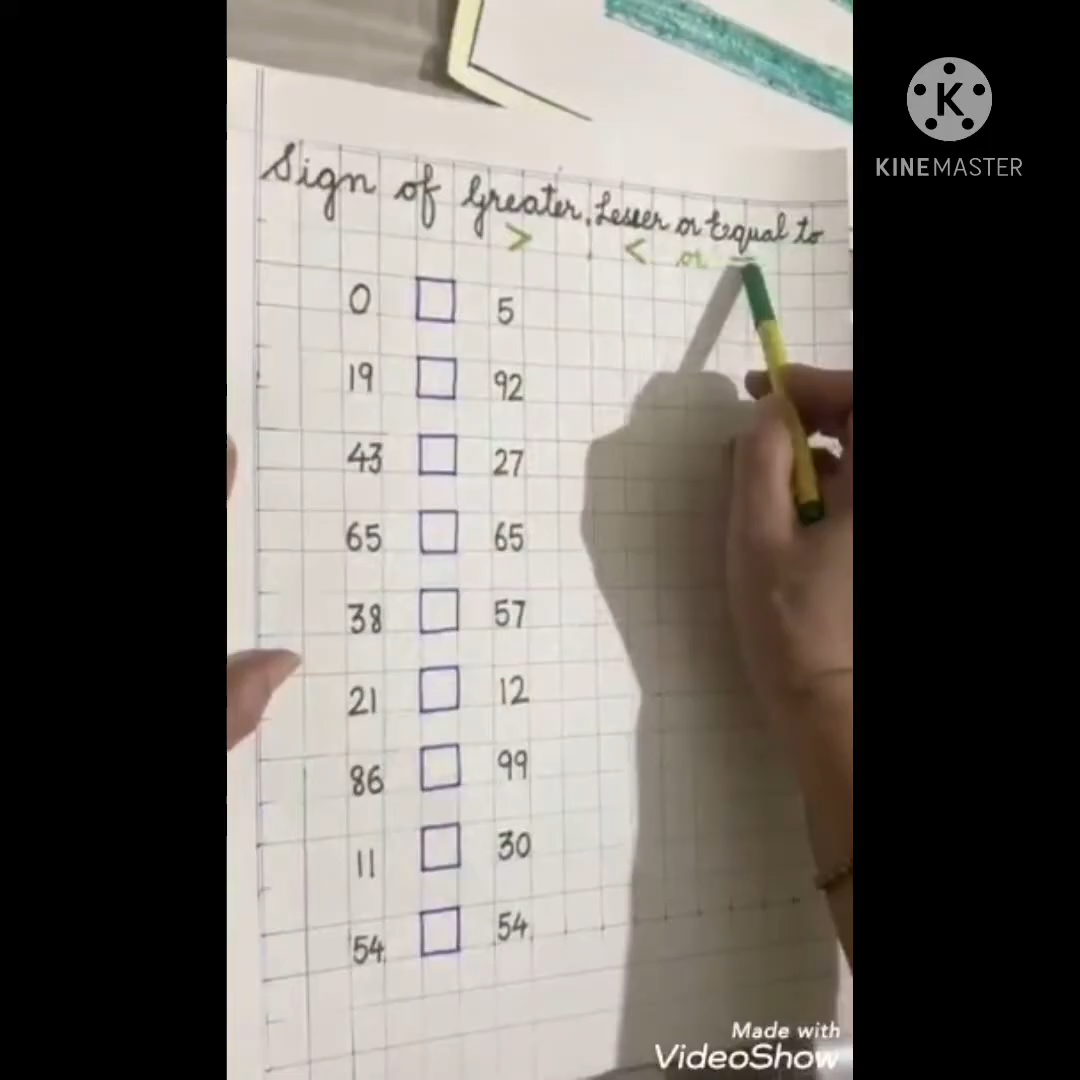 K
KINEMASTER
Sign of Greater, Lesser or Equal to
> < or =
0 5
19 92
43 27
65 65
38 57
21 12
86 99
11 30
54 54
Made with
VideoShow